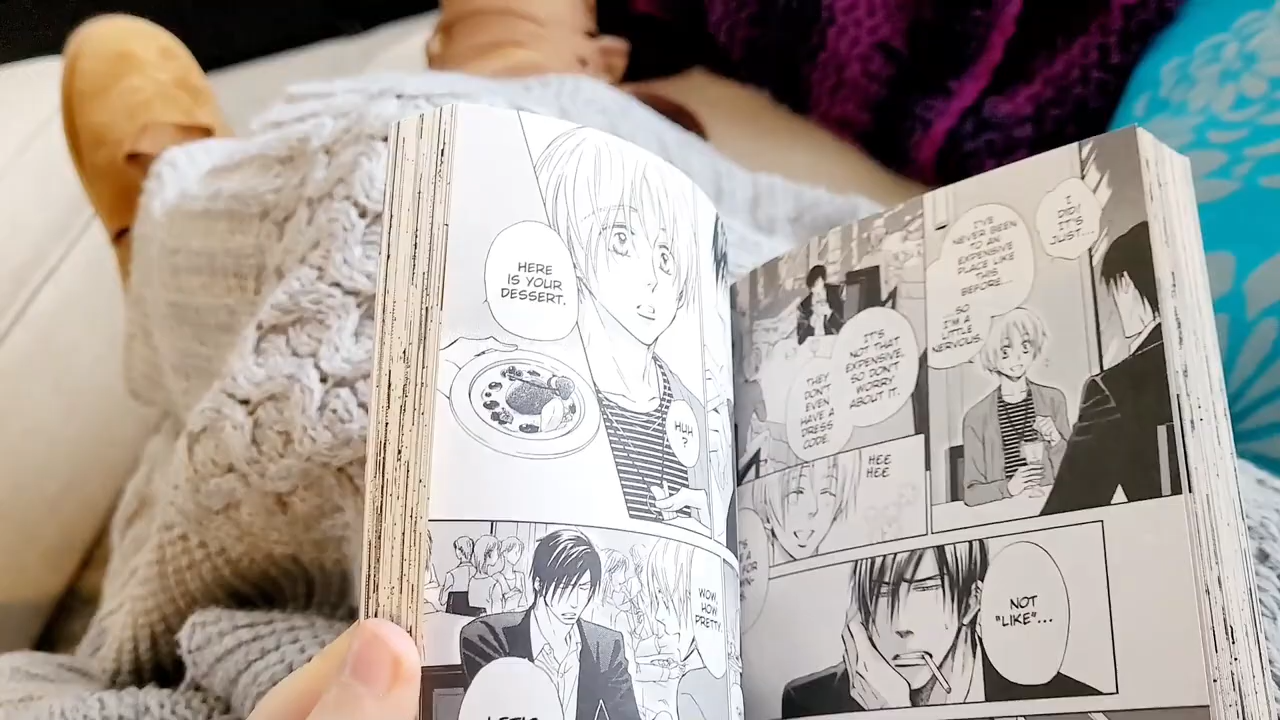 I
DID!
IT'S
JUST...
I'VE
NEVER BEEN
TO AN
EXPENSIVE
PLACE LIKE
THIS
BEFORE...
...SO
I'M A
LITTLE
NERVOUS.
IT'S
NOT THAT
EXPENSIVE,
SO DON'T
WORRY
ABOUT IT.
THEY
DON'T
EVEN
HAVE A
DRESS
CODE.
HEE
HEE
NOT
"LIKE"...
HERE
IS YOUR
DESSERT.
HUH
?
WOW,
HOW
PRETTY.